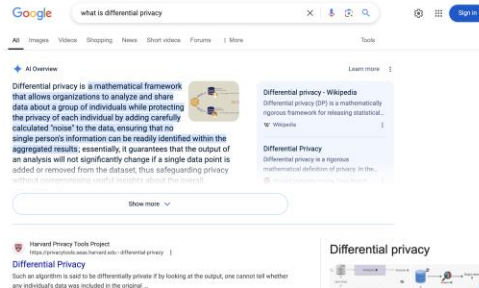 Google
what is differential privacy
Sign in
All Images Videos Shopping News Short videos Forums More Tools
AI Overview
Learn more
Differential privacy is a mathematical framework
that allows organizations to analyze and share
data about a group of individuals while protecting
the privacy of each individual by adding carefully
calculated "noise" to the data, ensuring that no
single person's information can be readily identified within the
aggregated results; essentially, it guarantees that the output of
an analysis will not significantly change if a single data point is
added or removed from the dataset, thus safeguarding privacy
without compromising useful insights about the overall
Differential privacy - Wikipedia
Differential privacy (DP) is a mathematically
rigorous framework for releasing statistical...
Wikipedia
Differential Privacy
Differential privacy is a rigorous
mathematical definition of privacy. In the...
Show more
Harvard Privacy Tools Project
Differential Privacy
Such an algorithm is said to be differentially private if by looking at the output, one cannot tell whether
any individual's data was included in the original ...
Differential privacy